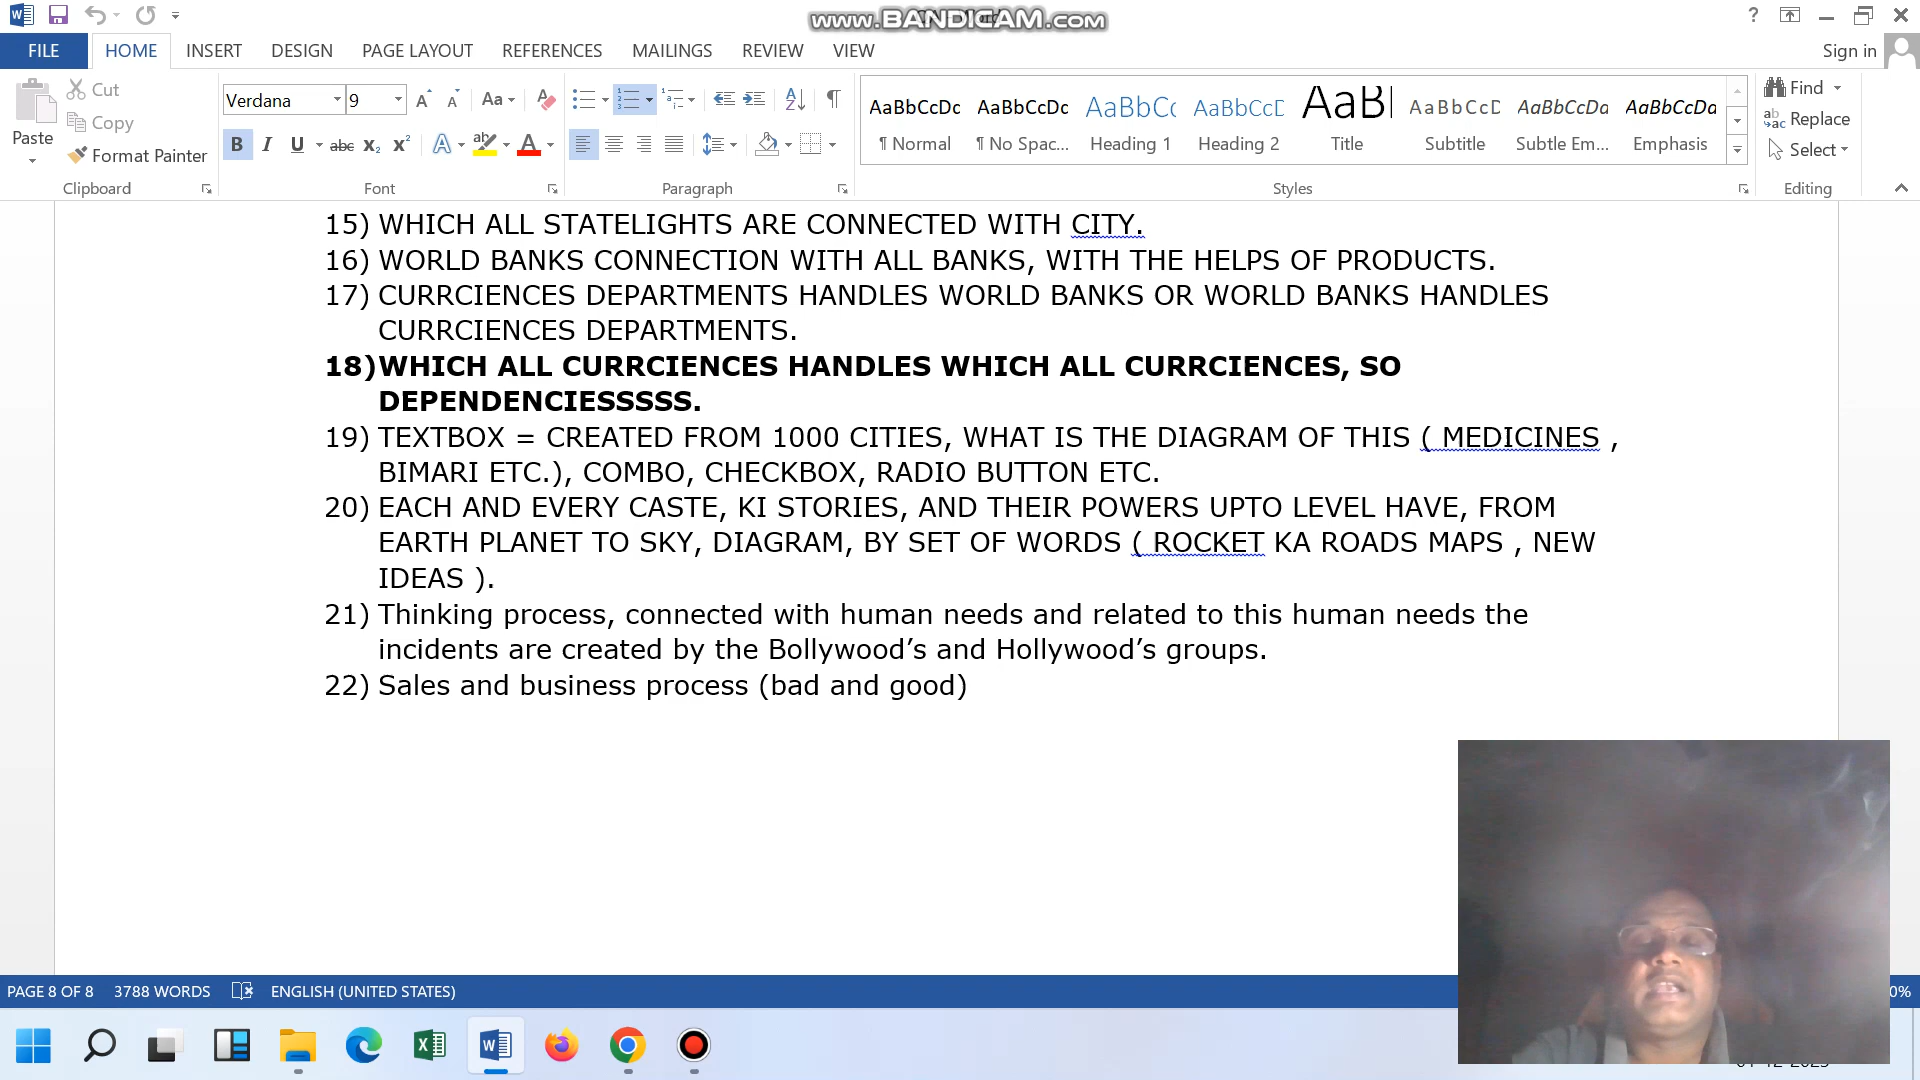 www.BANDICAM.com
?
FILE HOME INSERT DESIGN PAGE LAYOUT REFERENCES MAILINGS REVIEW VIEW Sign in
Paste Cut Copy Format Painter
Clipboard
Verdana 9
Font
Paragraph
AaBbCcDc AaBbCcDc AaBbCc AaBbCcD AaBl AaBbCcD AaBbCcDa AaBbCcDa
¶ Normal ¶ No Spac... Heading 1 Heading 2 Title Subtitle Subtle Em... Emphasis
Styles
Find Replace Select
Editing
15) WHICH ALL STATELIGHTS ARE CONNECTED WITH CITY.
16) WORLD BANKS CONNECTION WITH ALL BANKS, WITH THE HELPS OF PRODUCTS.
17) CURRCIENCES DEPARTMENTS HANDLES WORLD BANKS OR WORLD BANKS HANDLES
CURRCIENCES DEPARTMENTS.
18)WHICH ALL CURRCIENCES HANDLES WHICH ALL CURRCIENCES, SO
DEPENDENCIESSSSS.
19) TEXTBOX = CREATED FROM 1000 CITIES, WHAT IS THE DIAGRAM OF THIS ( MEDICINES ,
BIMARI ETC.), COMBO, CHECKBOX, RADIO BUTTON ETC.
20) EACH AND EVERY CASTE, KI STORIES, AND THEIR POWERS UPTO LEVEL HAVE, FROM
EARTH PLANET TO SKY, DIAGRAM, BY SET OF WORDS ( ROCKET KA ROADS MAPS , NEW
IDEAS ).
21) Thinking process, connected with human needs and related to this human needs the
incidents are created by the Bollywood’s and Hollywood’s groups.
22) Sales and business process (bad and good)
PAGE 8 OF 8 3788 WORDS ENGLISH (UNITED STATES) 0%